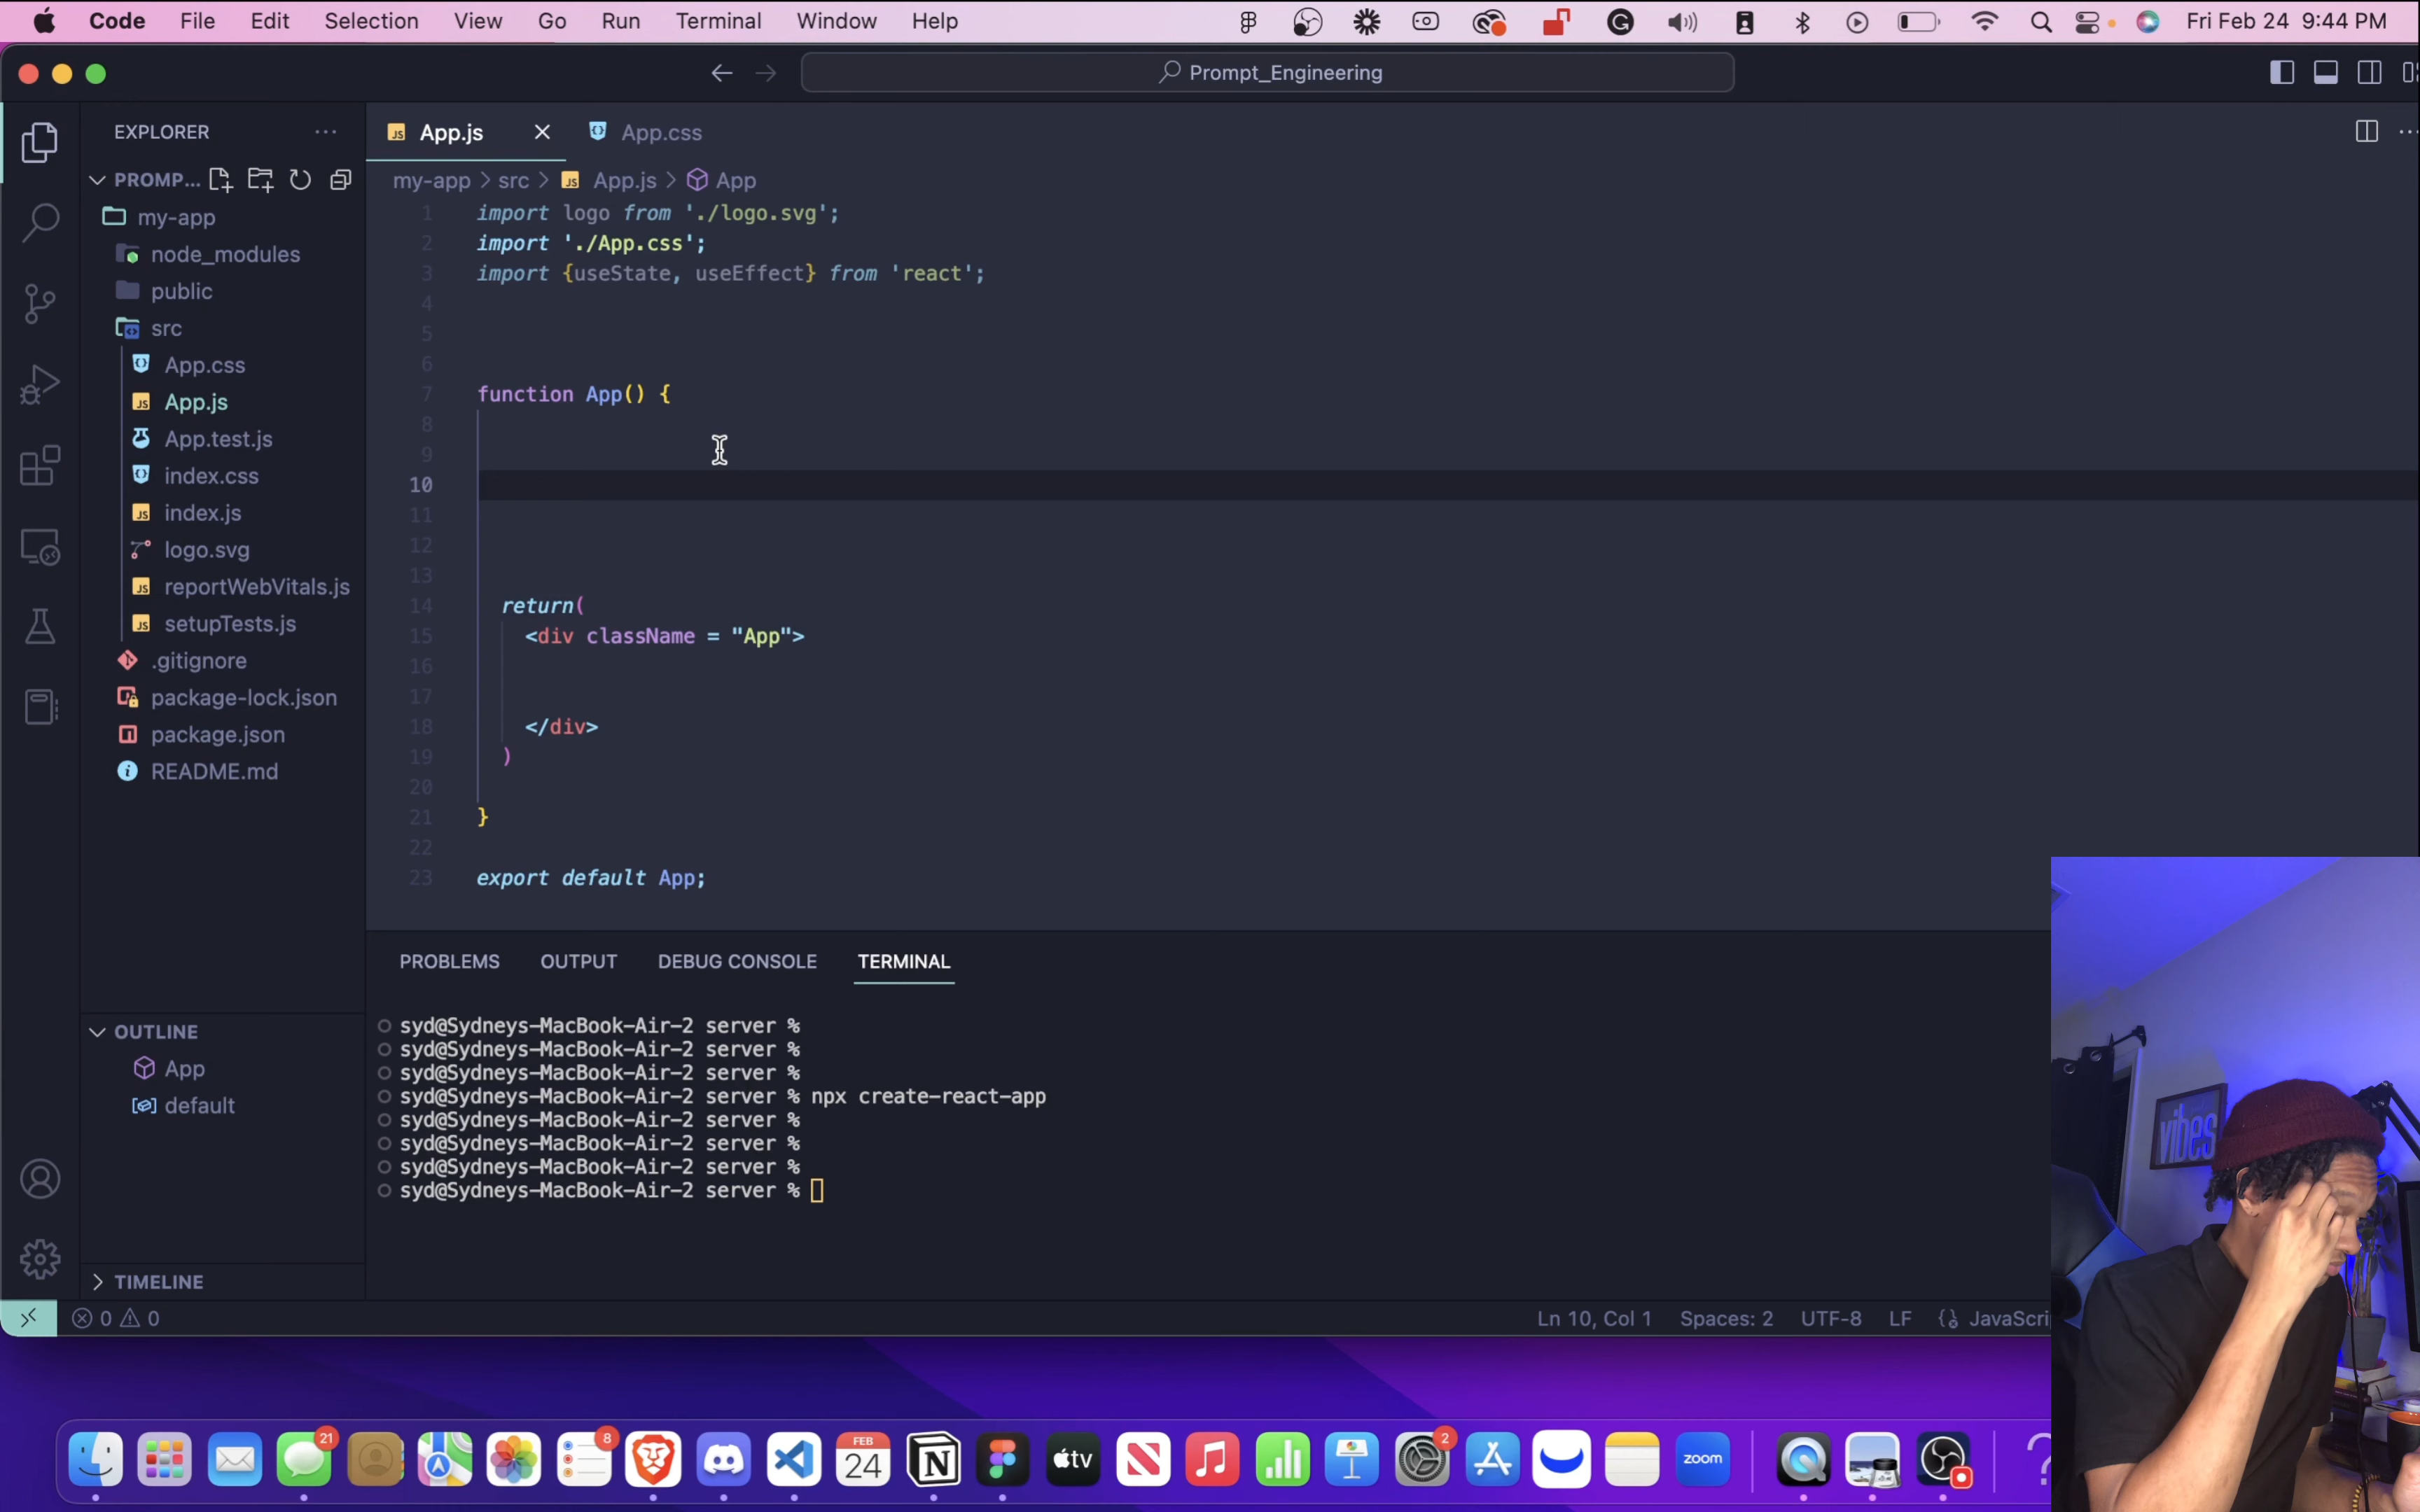 Code File Edit Selection View Go Run Terminal Window Help Fri Feb 24 9:44 PM
Prompt_Engineering
EXPLORER
PROMP...
my-app
node_modules
public
src
App.css
App.js
App.test.js
index.css
index.js
logo.svg
reportWebVitals.js
setupTests.js
.gitignore
package-lock.json
package.json
README.md
OUTLINE
App
default
TIMELINE
App.js App.css
my-app > src > App.js > App
1 import logo from './logo.svg';
2 import './App.css';
3 import {useState, useEffect} from 'react';
4
5
6
7 function App() {
8
9
10
11
12
13
14 return(
15 <div className = "App">
16
17
18 </div>
19 )
20
21 }
22
23 export default App;
PROBLEMS OUTPUT DEBUG CONSOLE TERMINAL
syd@Sydneys-MacBook-Air-2 server %
syd@Sydneys-MacBook-Air-2 server %
syd@Sydneys-MacBook-Air-2 server %
syd@Sydneys-MacBook-Air-2 server % npx create-react-app
syd@Sydneys-MacBook-Air-2 server %
syd@Sydneys-MacBook-Air-2 server %
syd@Sydneys-MacBook-Air-2 server %
syd@Sydneys-MacBook-Air-2 server %
0 0 Ln 10, Col 1 Spaces: 2 UTF-8 LF JavaScri
vibes
21 8 FEB 24 tv 2 zoom